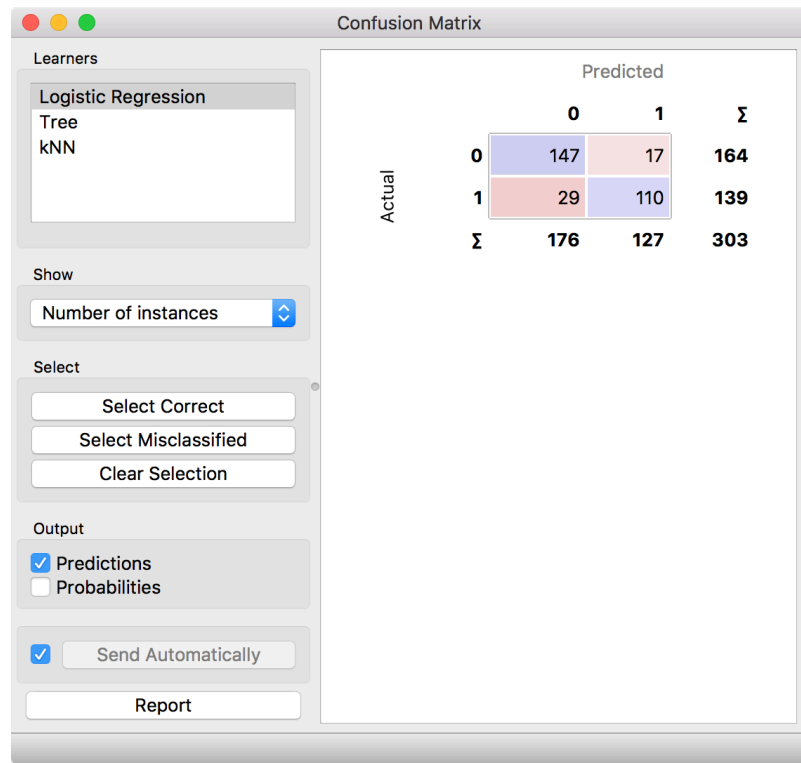 Confusion Matrix
Learners
Logistic Regression
Tree
kNN
Show
Number of instances
Select
Select Correct
Select Misclassified
Clear Selection
Output
Predictions
Probabilities
Send Automatically
Report
Predicted
0 1 Σ
Actual
0 147 17 164
1 29 110 139
Σ 176 127 303